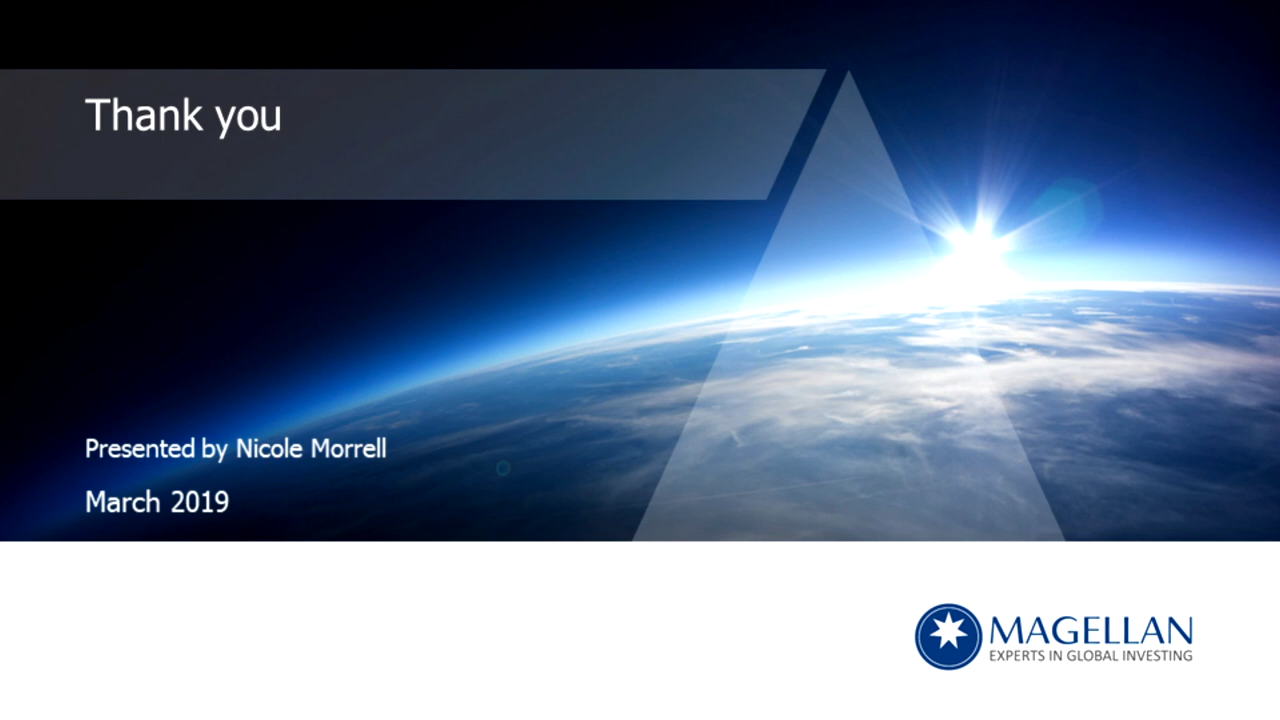 Thank you
Presented by Nicole Morrell
March 2019
MAGELLAN
EXPERTS IN GLOBAL INVESTING